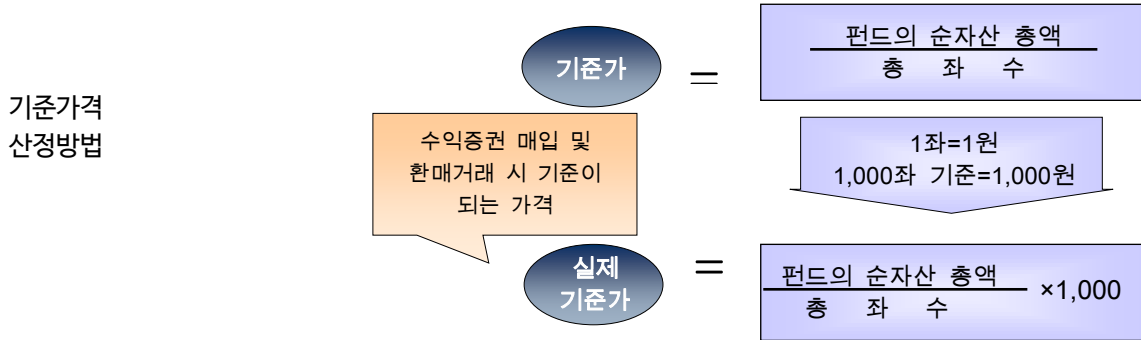 기준가격
산정방법
기준가
=
펀드의 순자산 총액
총 좌 수
수익증권 매입 및
환매거래 시 기준이
되는 가격
1좌=1원
1,000좌 기준=1,000원
실제
기준가
=
펀드의 순자산 총액
총 좌 수
×1,000